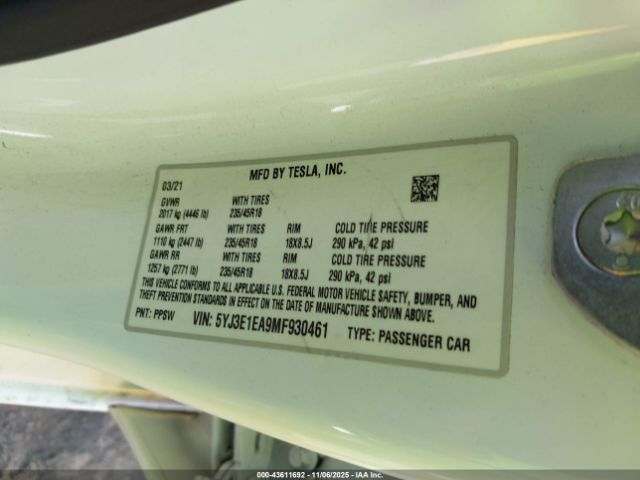 MFD BY TESLA, INC.
03/21
GVWR WITH TIRES
2017 kg (4446 lb) 235/45R18
GAWR FRT WITH TIRES RIM COLD TIRE PRESSURE
1110 kg (2447 lb) 235/45R18 18X8.5J 290 kPa, 42 psi
GAWR RR WITH TIRES RIM COLD TIRE PRESSURE
1257 kg (2771 lb) 235/45R18 18X8.5J 290 kPa, 42 psi
THIS VEHICLE CONFORMS TO ALL APPLICABLE U.S. FEDERAL MOTOR VEHICLE SAFETY, BUMPER, AND
THEFT PREVENTION STANDARDS IN EFFECT ON THE DATE OF MANUFACTURE SHOWN ABOVE.
PNT: PPSW VIN: 5YJ3E1EA9MF930461 TYPE: PASSENGER CAR
000-43611692 - 11/06/2025 - IAA Inc.